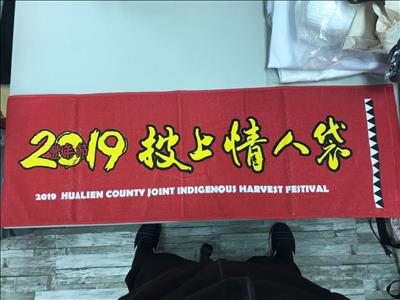 2019 披上情人袋
2019 HUALIEN COUNTY JOINT INDIGENOUS HARVEST FESTIVAL